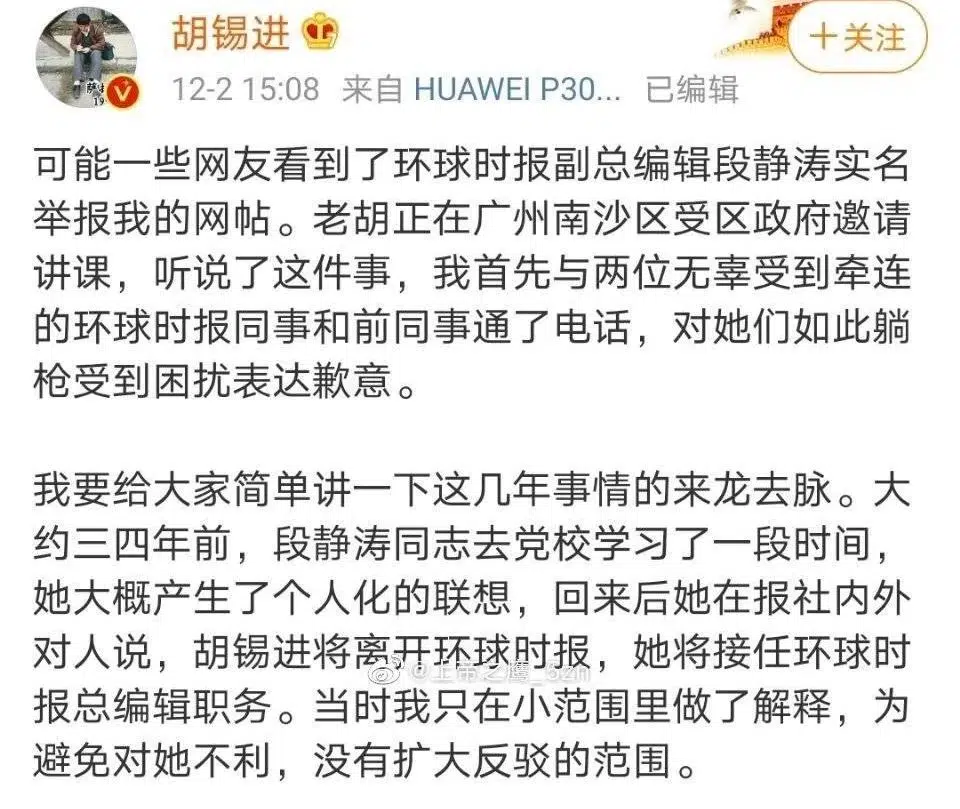 胡锡进
12-2 15:08 来自 HUAWEI P30... 已编辑
+关注
可能一些网友看到了环球时报副总编辑段静涛实名
举报我的网帖。老胡正在广州南沙区受区政府邀请
讲课，听说了这件事，我首先与两位无辜受到牵连
的环球时报同事和前同事通了电话，对她们如此躺
枪受到困扰表达歉意。
我要给大家简单讲一下这几年事情的来龙去脉。大
约三四年前，段静涛同志去党校学习了一段时间，
她大概产生了个人化的联想，回来后她在报社内外
对人说，胡锡进将离开环球时报，她将接任环球时
@上帝之鹰_5zn
报总编辑职务。当时我只在小范围里做了解释，为
避免对她不利，没有扩大反驳的范围。